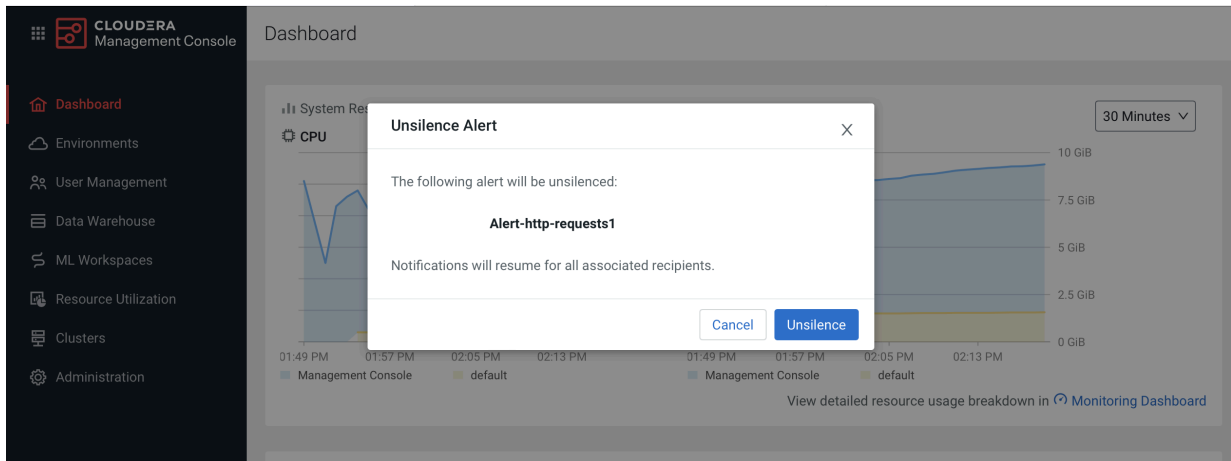 CLOUDERA
Management Console
Dashboard
Dashboard
Environments
User Management
Data Warehouse
ML Workspaces
Resource Utilization
Clusters
Administration
System Res
30 Minutes
CPU
Unsilence Alert
The following alert will be unsilenced:
Alert-http-requests1
Notifications will resume for all associated recipients.
Cancel Unsilence
10 GiB
7.5 GiB
5 GiB
2.5 GiB
0 GiB
01:49 PM 01:57 PM 02:05 PM 02:13 PM 01:49 PM 01:57 PM 02:05 PM 02:13 PM
Management Console default Management Console default
View detailed resource usage breakdown in Monitoring Dashboard